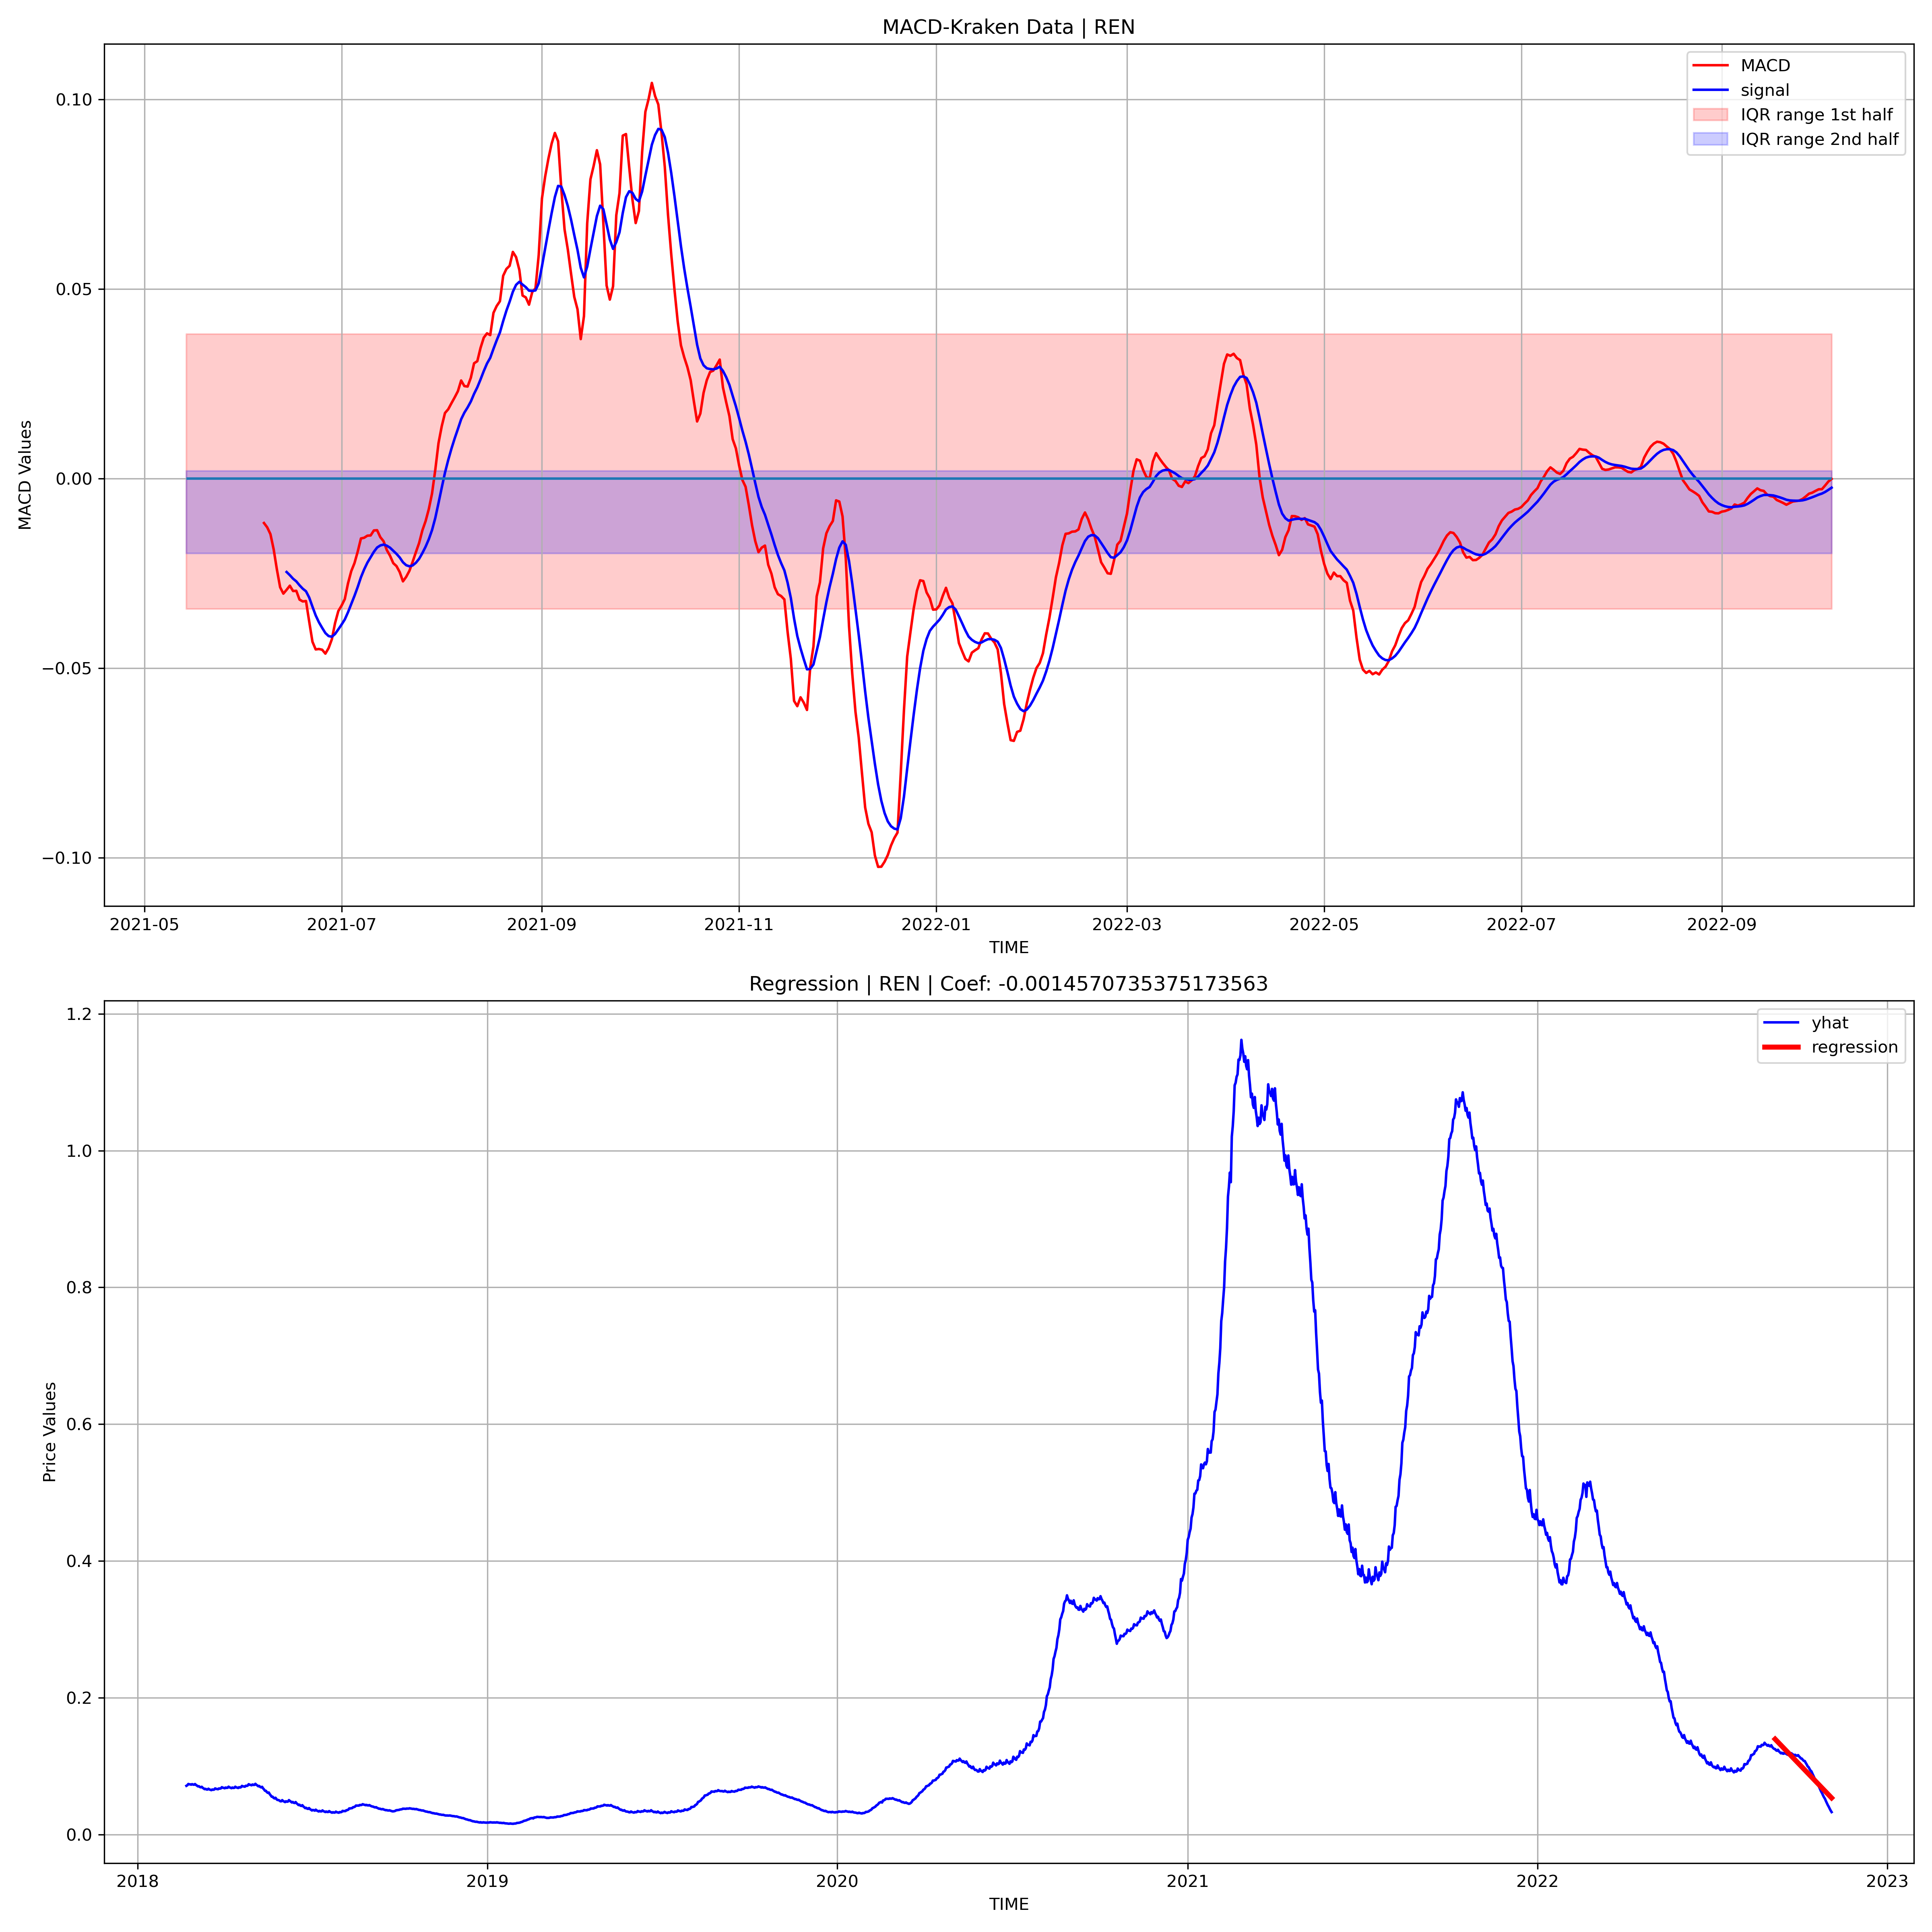 MACD-Kraken Data | REN
MACD
signal
IQR range 1st half
IQR range 2nd half
MACD Values
0.10
0.05
0.00
−0.05
−0.10
2021-05 2021-07 2021-09 2021-11 2022-01 2022-03 2022-05 2022-07 2022-09
TIME
Regression | REN | Coef: -0.0014570735375173563
yhat
regression
Price Values
1.2
1.0
0.8
0.6
0.4
0.2
0.0
2018 2019 2020 2021 2022 2023
TIME